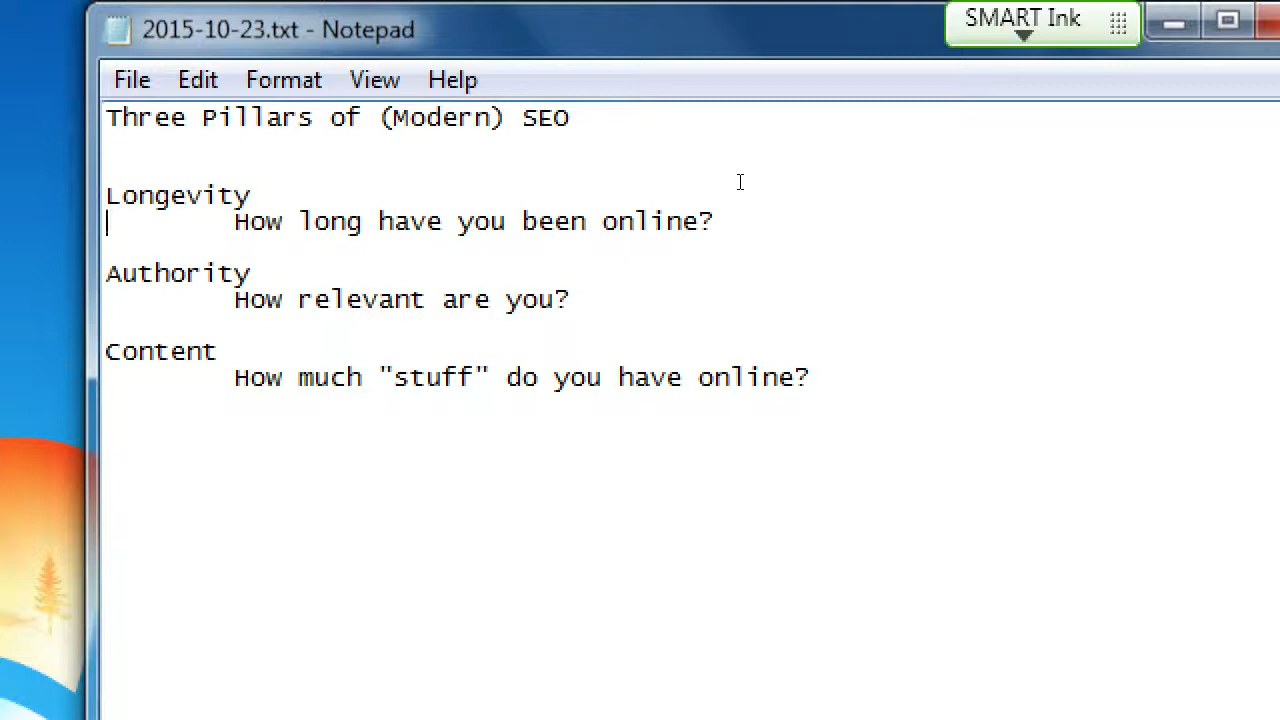 2015-10-23.txt - Notepad
SMART Ink
File Edit Format View Help
Three Pillars of (Modern) SEO
Longevity
How long have you been online?
Authority
How relevant are you?
Content
How much "stuff" do you have online?